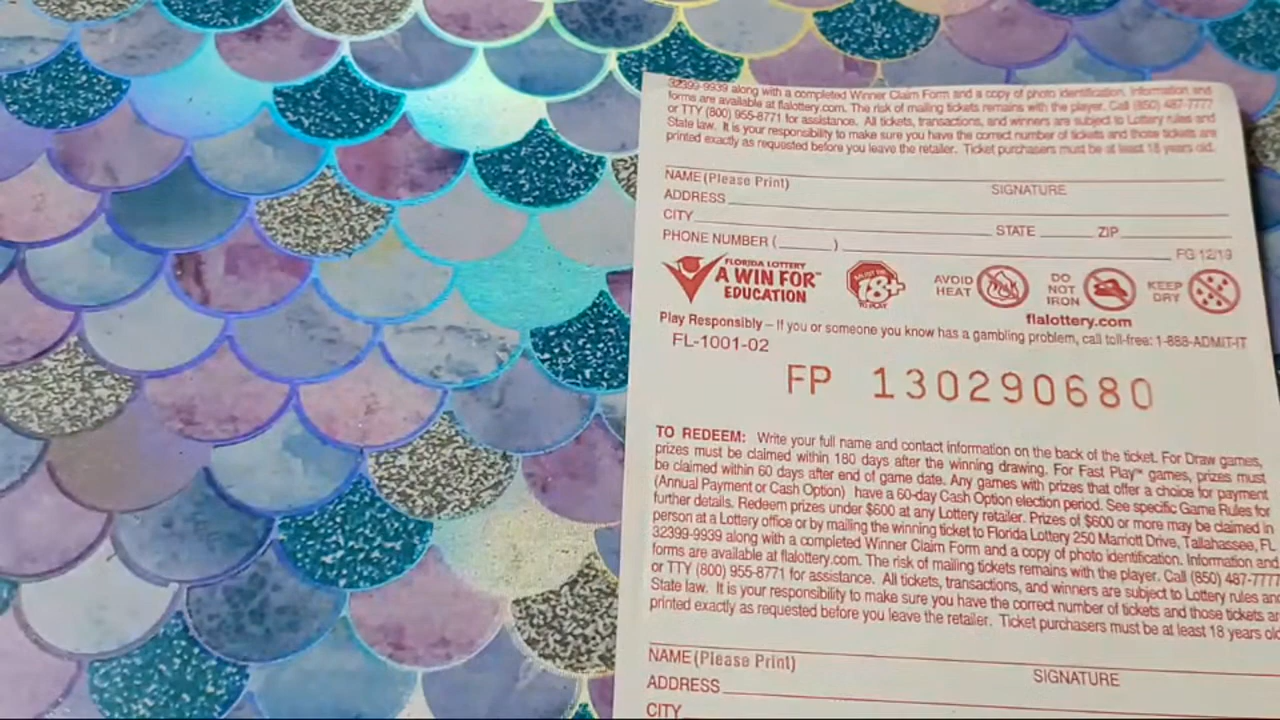 32399-9939 along with a completed Winner Claim Form and a copy of photo identification. Information and
forms are available at flalottery.com. The risk of mailing tickets remains with the player. Call (850) 487-7777
or TTY (800) 955-8771 for assistance. All tickets, transactions, and winners are subject to Lottery rules and
State law. It is your responsibility to make sure you have the correct number of tickets and those tickets are
printed exactly as requested before you leave the retailer. Ticket purchasers must be at least 18 years old.
NAME (Please Print) SIGNATURE
ADDRESS
CITY STATE ZIP
PHONE NUMBER ( )
FG 12/19
FLORIDA LOTTERY
A WIN FOR™
EDUCATION
MUST BE
18+
TO PLAY
AVOID
HEAT
DO
NOT
IRON
KEEP
DRY
flalottery.com
Play Responsibly – If you or someone you know has a gambling problem, call toll-free: 1-888-ADMIT-IT
FL-1001-02
FP 130290680
TO REDEEM: Write your full name and contact information on the back of the ticket. For Draw games,
prizes must be claimed within 180 days after the winning drawing. For Fast Play™ games, prizes must
be claimed within 60 days after end of game date. Any games with prizes that offer a choice for payment
(Annual Payment or Cash Option) have a 60-day Cash Option election period. See specific Game Rules for
further details. Redeem prizes under $600 at any Lottery retailer. Prizes of $600 or more may be claimed in
person at a Lottery office or by mailing the winning ticket to Florida Lottery 250 Marriott Drive, Tallahassee, FL
32399-9939 along with a completed Winner Claim Form and a copy of photo identification. Information and
forms are available at flalottery.com. The risk of mailing tickets remains with the player. Call (850) 487-7777
or TTY (800) 955-8771 for assistance. All tickets, transactions, and winners are subject to Lottery rules and
State law. It is your responsibility to make sure you have the correct number of tickets and those tickets ar
printed exactly as requested before you leave the retailer. Ticket purchasers must be at least 18 years old
NAME (Please Print) SIGNATURE
ADDRESS
CITY